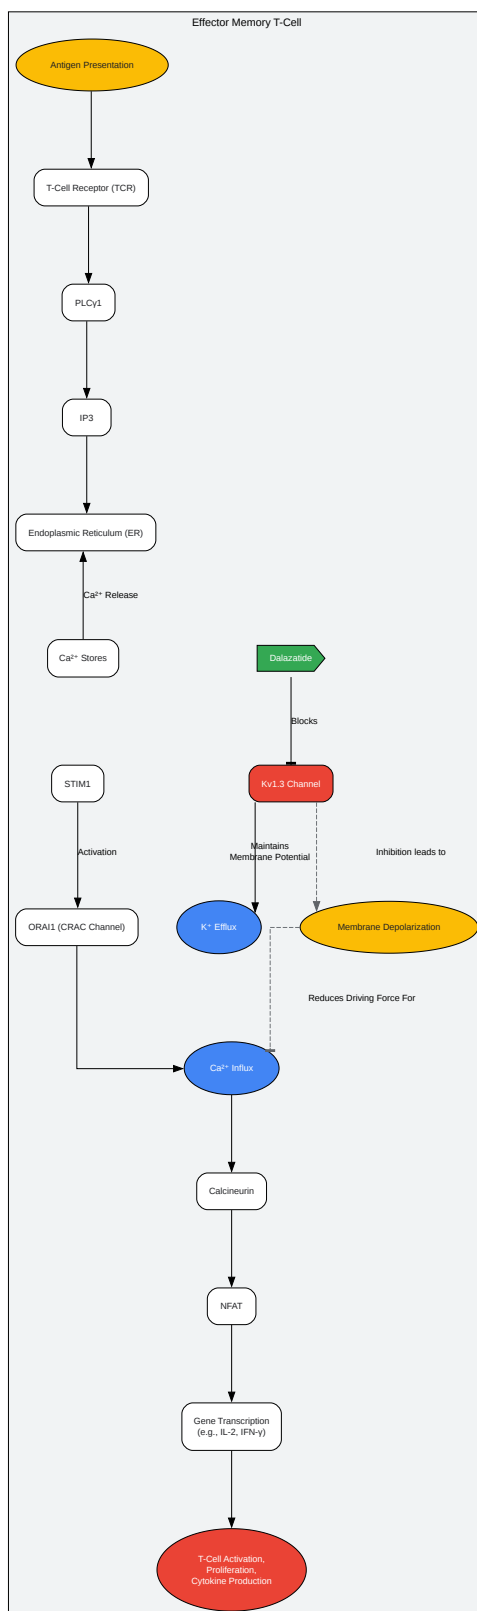 Effector Memory T-Cell
Antigen Presentation
T-Cell Receptor (TCR)
PLCγ1
IP3
Endoplasmic Reticulum (ER)
Ca²⁺ Release
Ca²⁺ Stores
Dalazatide
Blocks
STIM1
Kv1.3 Channel
Activation
Maintains
Membrane Potential
Inhibition leads to
ORAI1 (CRAC Channel)
K⁺ Efflux
Membrane Depolarization
Reduces Driving Force For
Ca²⁺ Influx
Calcineurin
NFAT
Gene Transcription
(e.g., IL-2, IFN-γ)
T-Cell Activation,
Proliferation,
Cytokine Production